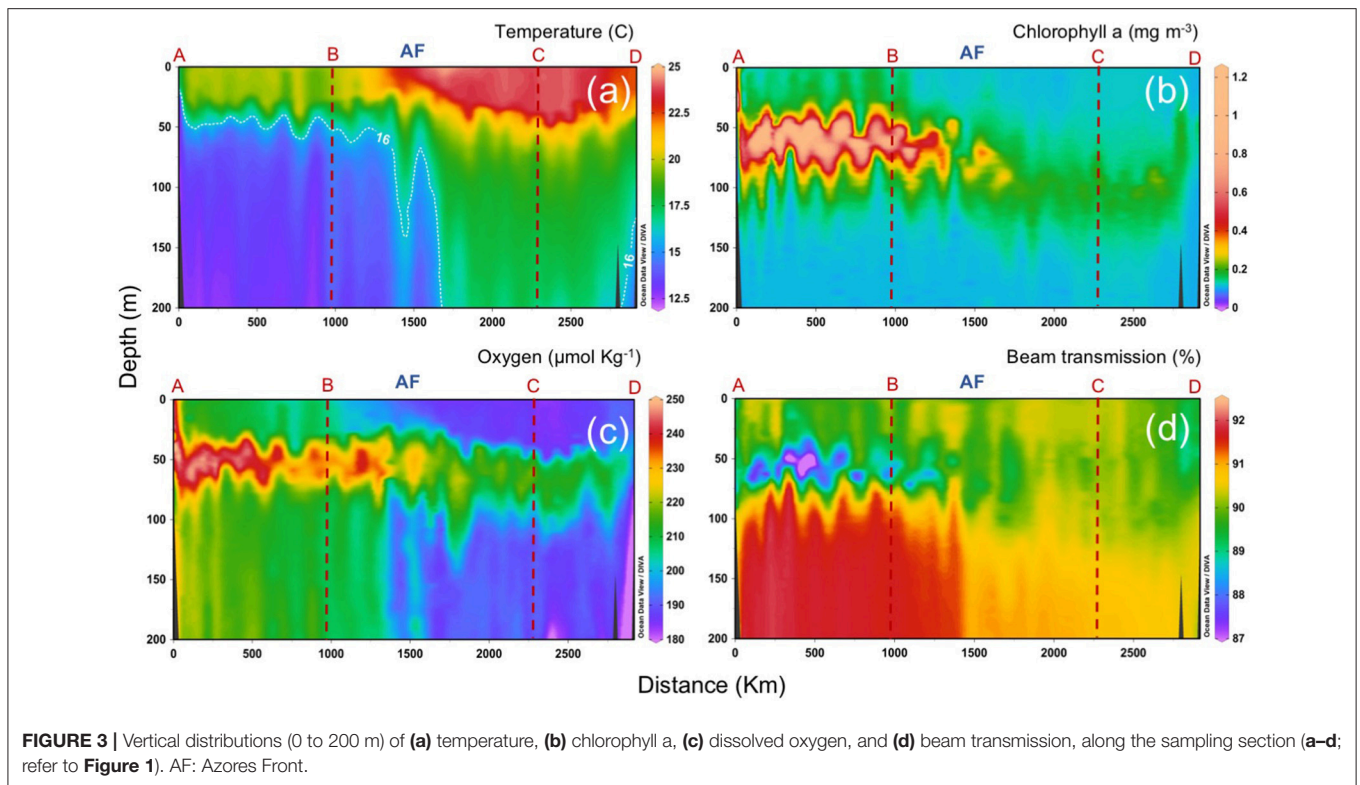 Temperature (C)
A B AF C D
(a)
0
50
100
150
200
16
16
Ocean Data View / DIVA
25
22.5
20
17.5
15
12.5
0 500 1000 1500 2000 2500
Chlorophyll a (mg m⁻³)
A B AF C D
(b)
0
50
100
150
200
Ocean Data View / DIVA
1.2
1
0.8
0.6
0.4
0.2
0
0 500 1000 1500 2000 2500
Depth (m)
Oxygen (µmol Kg⁻¹)
A B AF C D
(c)
0
50
100
150
200
Ocean Data View / DIVA
250
240
230
220
210
200
190
180
0 500 1000 1500 2000 2500
Beam transmission (%)
A B AF C D
(d)
0
50
100
150
200
Ocean Data View / DIVA
92
91
90
89
88
87
0 500 1000 1500 2000 2500
Distance (Km)
FIGURE 3 | Vertical distributions (0 to 200 m) of (a) temperature, (b) chlorophyll a, (c) dissolved oxygen, and (d) beam transmission, along the sampling section (a–d;
refer to Figure 1). AF: Azores Front.